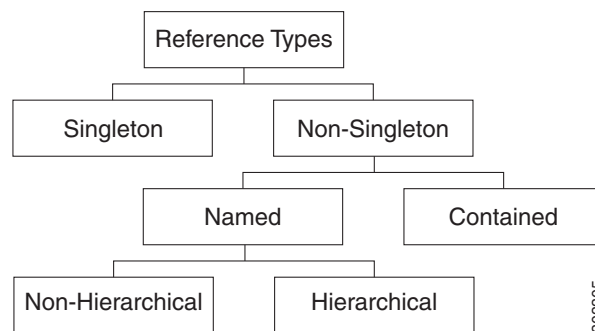 Reference Types
Singleton
Non-Singleton
Named
Contained
Non-Hierarchical
Hierarchical